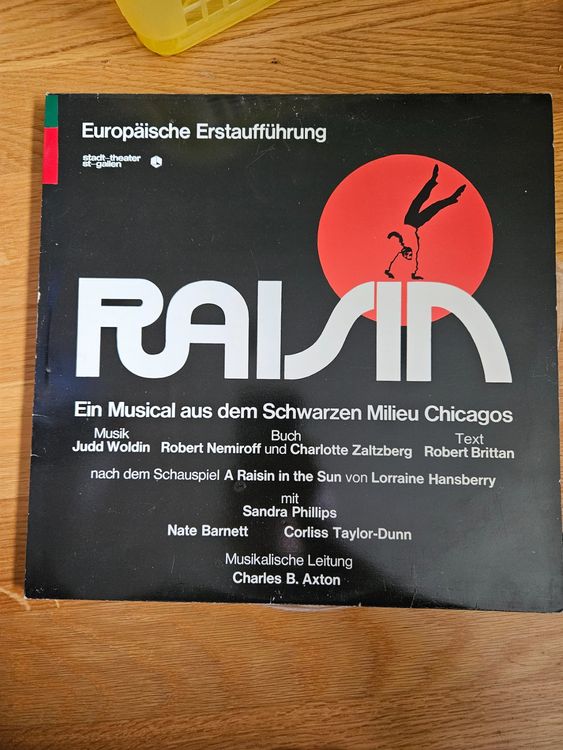 Europäische Erstaufführung
stadt-theater
st-gallen
RAISIN
Ein Musical aus dem Schwarzen Milieu Chicagos
Musik Buch Text
Judd Woldin Robert Nemiroff und Charlotte Zaltzberg Robert Brittan
nach dem Schauspiel A Raisin in the Sun von Lorraine Hansberry
mit
Sandra Phillips
Nate Barnett Corliss Taylor-Dunn
Musikalische Leitung
Charles B. Axton